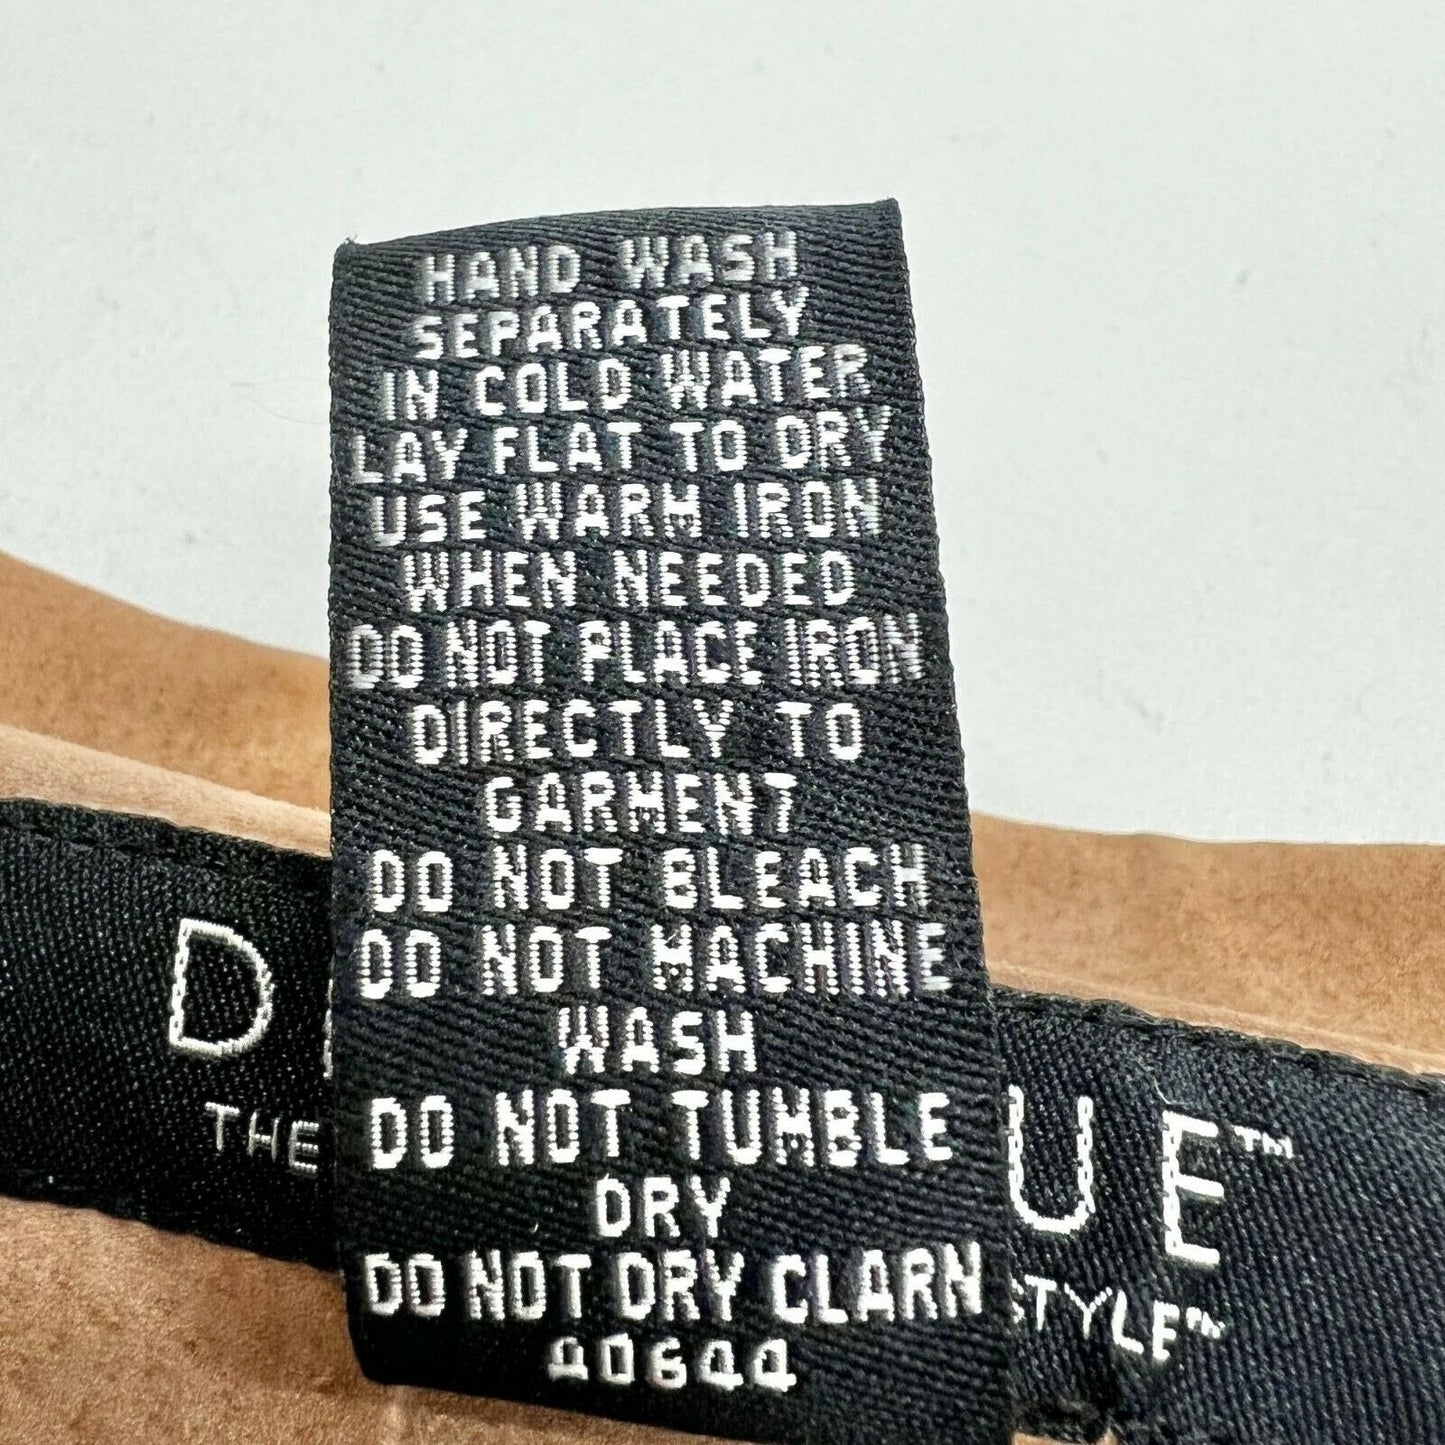 HAND WASH
SEPARATELY
IN COLD WATER
LAY FLAT TO DRY
USE WARM IRON
WHEN NEEDED
DO NOT PLACE IRON
DIRECTLY TO
GARMENT
DO NOT BLEACH
DO NOT MACHINE
WASH
DO NOT TUMBLE
DRY
DO NOT DRY CLARN
40644
THE STYLE™